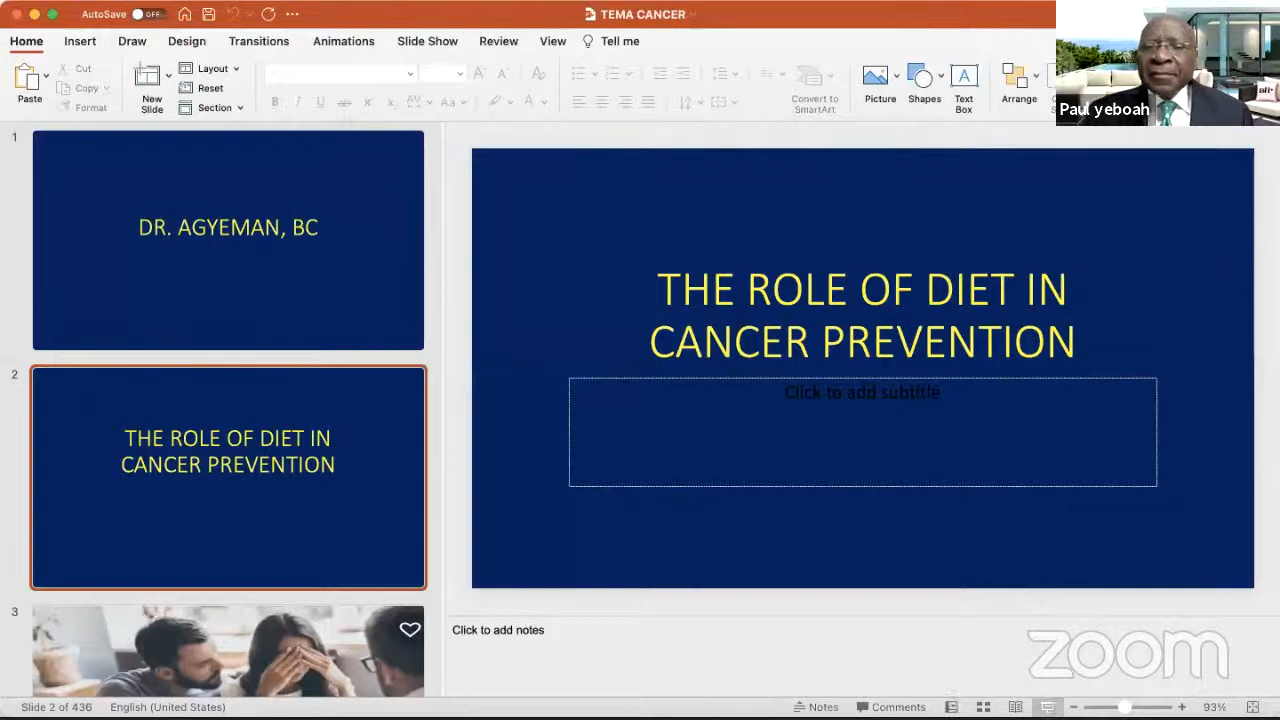 AutoSave OFF
TEMA CANCER
Home Insert Draw Design Transitions Animations Slide Show Review View Tell me
Paste
Cut
Copy
Format
New
Slide
Layout
Reset
Section
Convert to
SmartArt
Picture
Shapes
Text
Box
Arrange
Paul yeboah
ali
1
DR. AGYEMAN, BC
2
THE ROLE OF DIET IN
CANCER PREVENTION
3
THE ROLE OF DIET IN
CANCER PREVENTION
Click to add subtitle
Click to add notes
zoom
Slide 2 of 436 English (United States) Notes Comments 93%